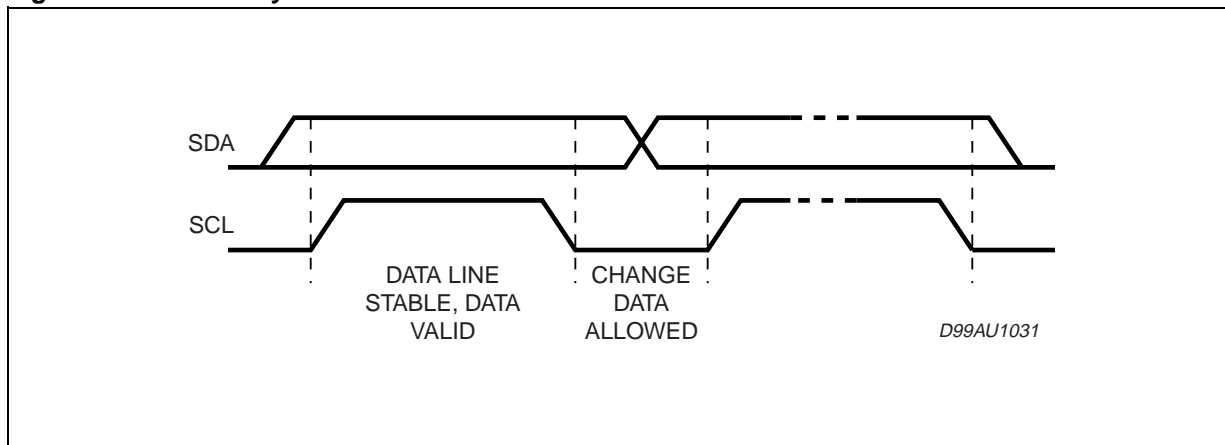 SDA
SCL
DATA LINE
STABLE, DATA
VALID
CHANGE
DATA
ALLOWED
D99AU1031